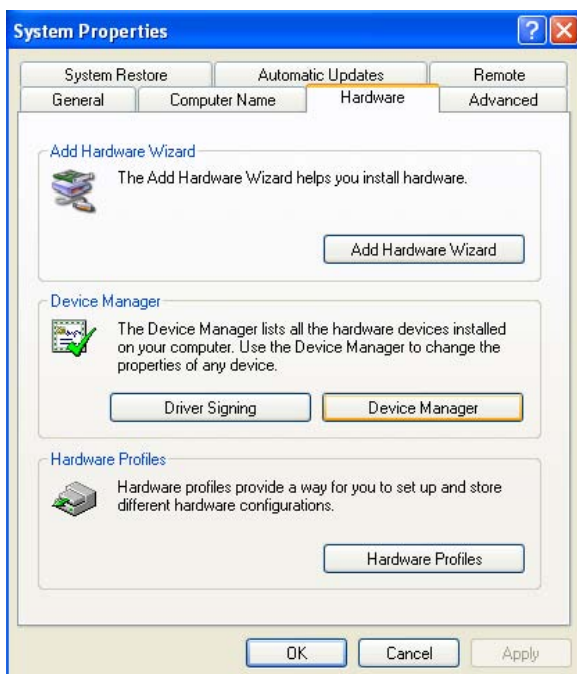 System Properties
System Restore
Automatic Updates
Remote
General
Computer Name
Hardware
Advanced
Add Hardware Wizard
The Add Hardware Wizard helps you install hardware.
Add Hardware Wizard
Device Manager
The Device Manager lists all the hardware devices installed
on your computer. Use the Device Manager to change the
properties of any device.
Driver Signing
Device Manager
Hardware Profiles
Hardware profiles provide a way for you to set up and store
different hardware configurations.
Hardware Profiles
OK
Cancel
Apply